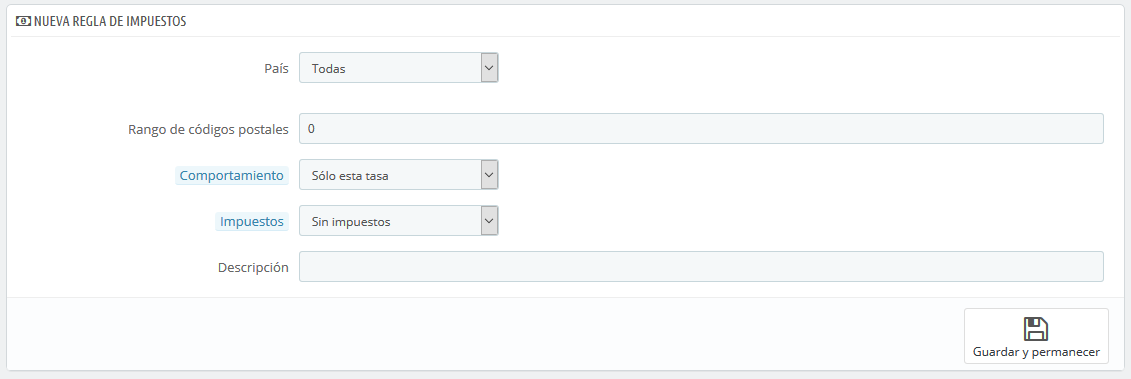 NUEVA REGLA DE IMPUESTOS
País Todas
Rango de códigos postales 0
Comportamiento Sólo esta tasa
Impuestos Sin impuestos
Descripción
Guardar y permanecer